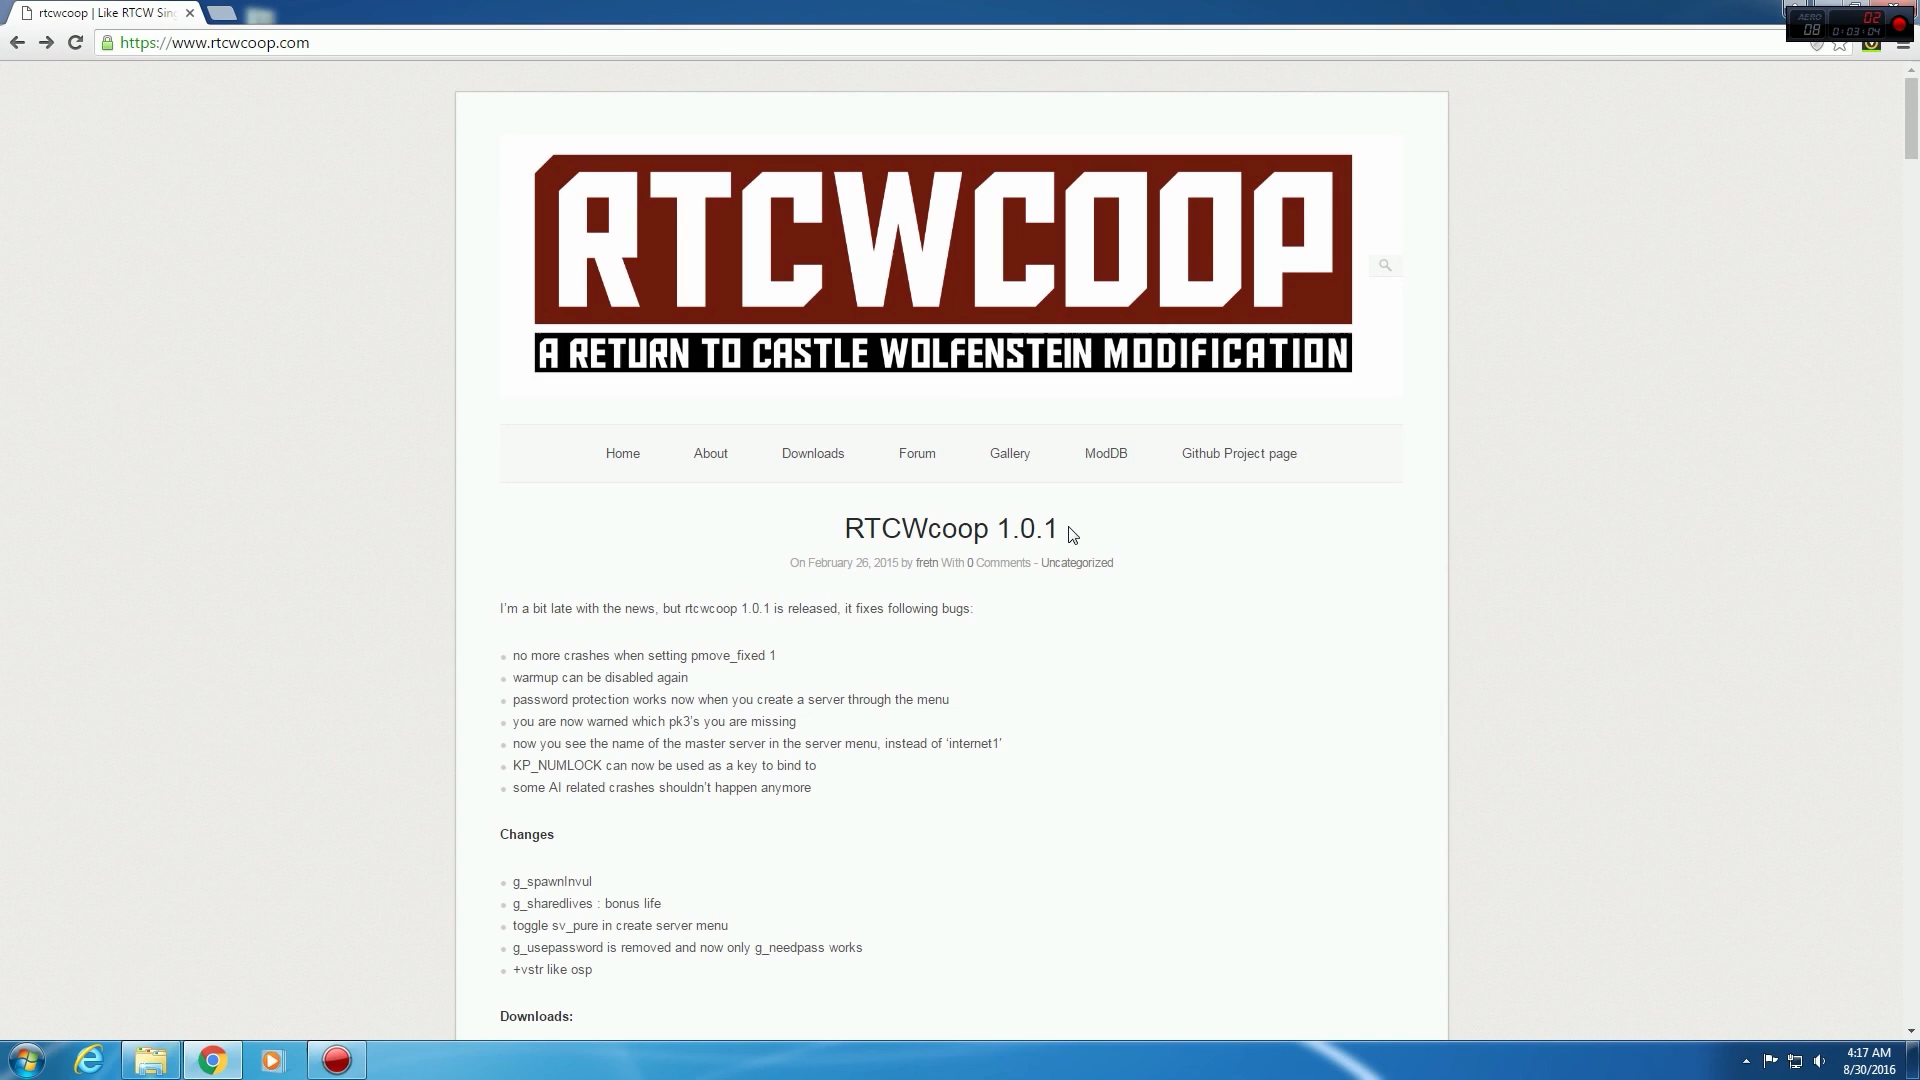 rtcwcoop | Like RTCW Sin
https://www.rtcwcoop.com
AERO
08
02
0:03:04
RTCWCOOP
A RETURN TO CASTLE WOLFENSTEIN MODIFICATION
Home About Downloads Forum Gallery ModDB Github Project page
RTCWcoop 1.0.1
On February 26, 2015 by fretn With 0 Comments - Uncategorized
I'm a bit late with the news, but rtcwcoop 1.0.1 is released, it fixes following bugs:
no more crashes when setting pmove_fixed 1
warmup can be disabled again
password protection works now when you create a server through the menu
you are now warned which pk3's you are missing
now you see the name of the master server in the server menu, instead of 'internet1'
KP_NUMLOCK can now be used as a key to bind to
some AI related crashes shouldn't happen anymore
Changes
g_spawnInvul
g_sharedlives : bonus life
toggle sv_pure in create server menu
g_usepassword is removed and now only g_needpass works
+vstr like osp
Downloads:
4:17 AM
8/30/2016